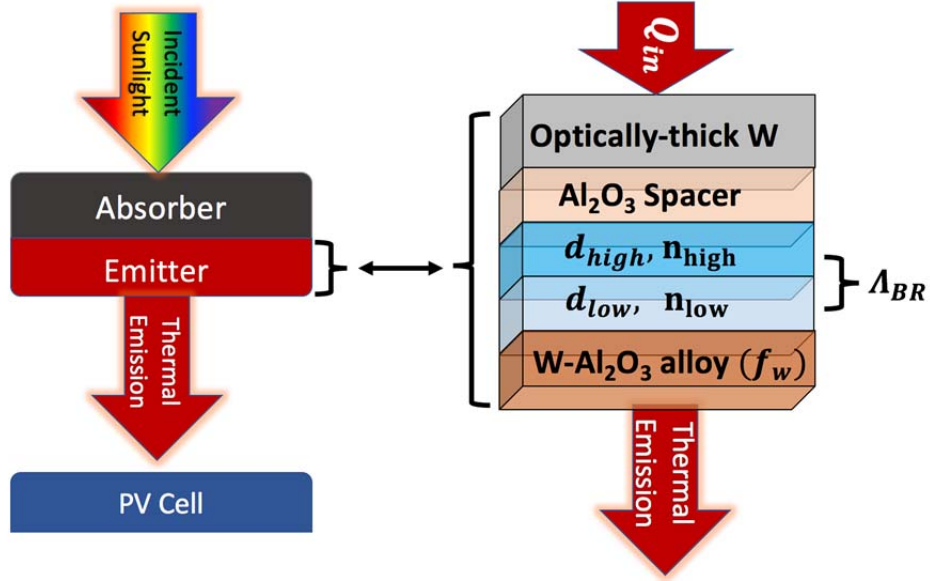 Incident
Sunlight
Absorber
Emitter
Thermal
Emission
PV Cell
Q_in
Optically-thick W
Al₂O₃ Spacer
d_high, n_high
d_low, n_low
Λ_BR
W-Al₂O₃ alloy (f_w)
Thermal
Emission